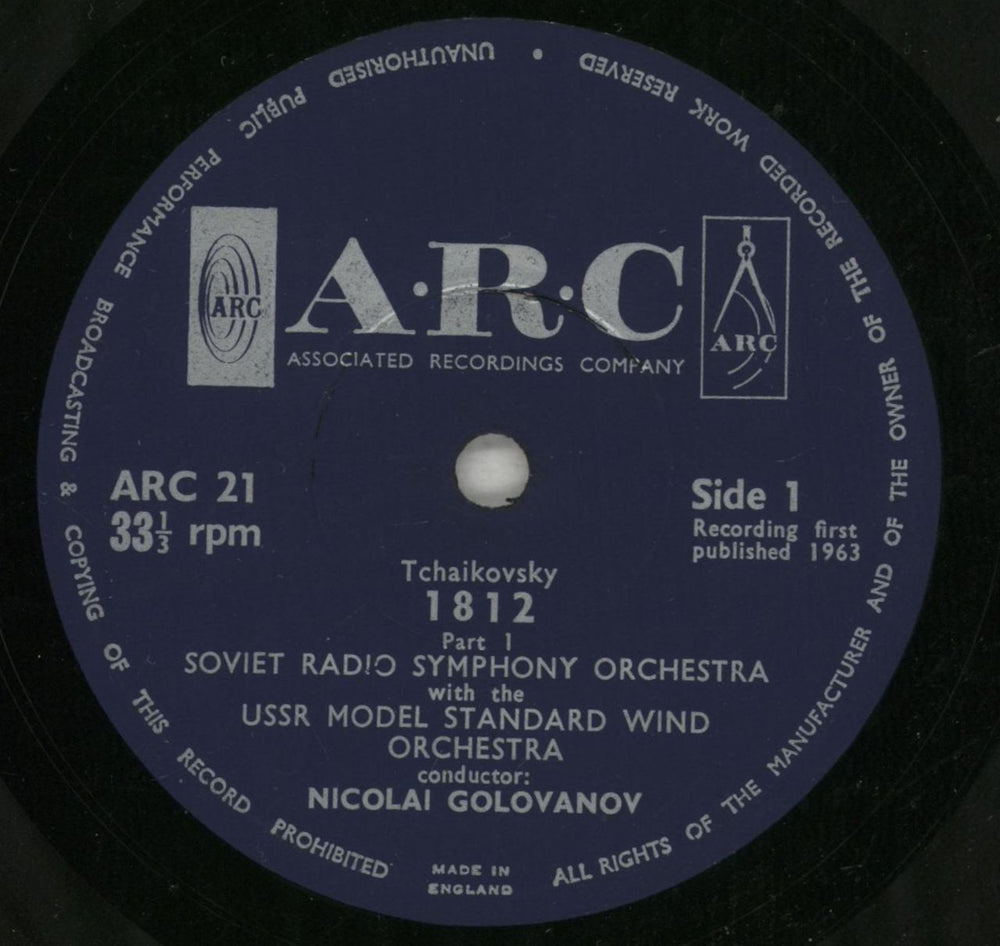 ARC
A·R·C
ARC
ASSOCIATED RECORDINGS COMPANY
ARC 21
33⅓ rpm
Side 1
Recording first
published 1963
Tchaikovsky
1812
Part 1
SOVIET RADIO SYMPHONY ORCHESTRA
with the
USSR MODEL STANDARD WIND
ORCHESTRA
conductor:
NICOLAI GOLOVANOV
MADE IN
ENGLAND
ALL RIGHTS OF THE MANUFACTURER AND OF THE OWNER OF THE RECORDED WORK RESERVED • UNAUTHORISED PUBLIC PERFORMANCE BROADCASTING & COPYING OF THIS RECORD PROHIBITED